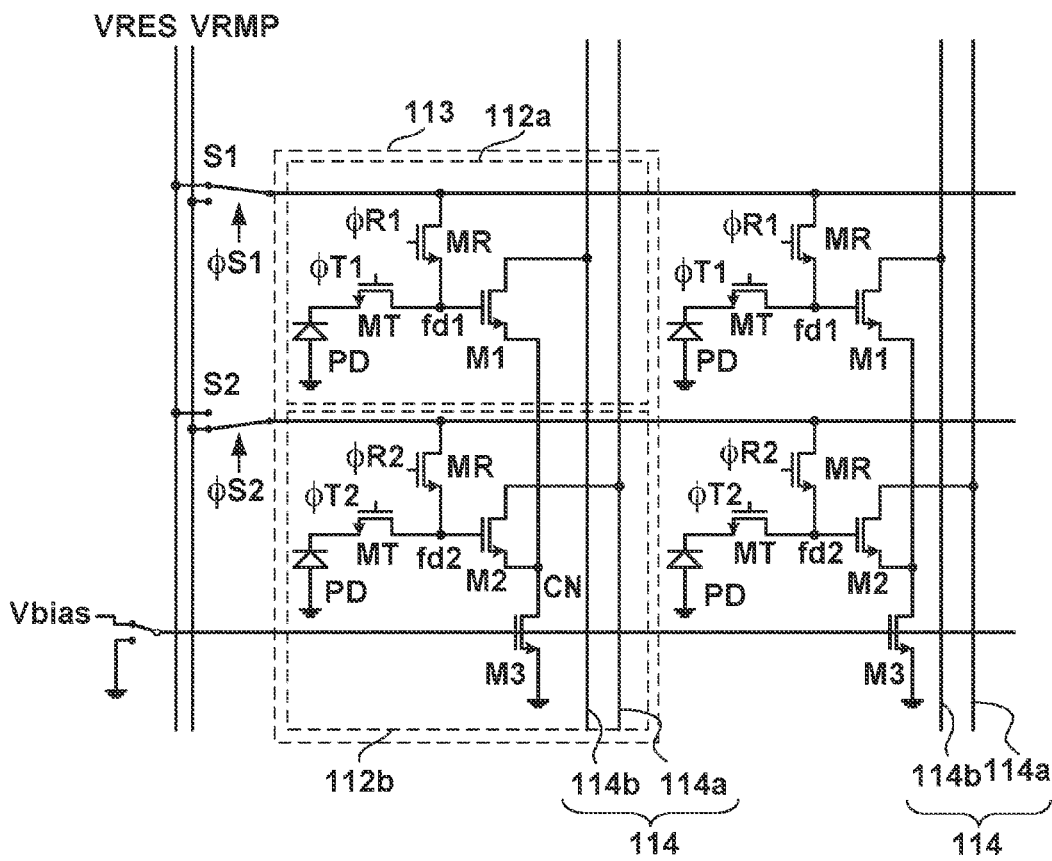 VRES VRMP
113
112a
S1
ϕS1
ϕR1
MR
ϕT1
MT
fd1
M1
PD
ϕR1
MR
ϕT1
MT
fd1
M1
PD
S2
ϕS2
ϕR2
MR
ϕT2
MT
fd2
M2
CN
PD
ϕR2
MR
ϕT2
MT
fd2
M2
PD
Vbias
M3
M3
112b
114b
114a
114
114b
114a
114